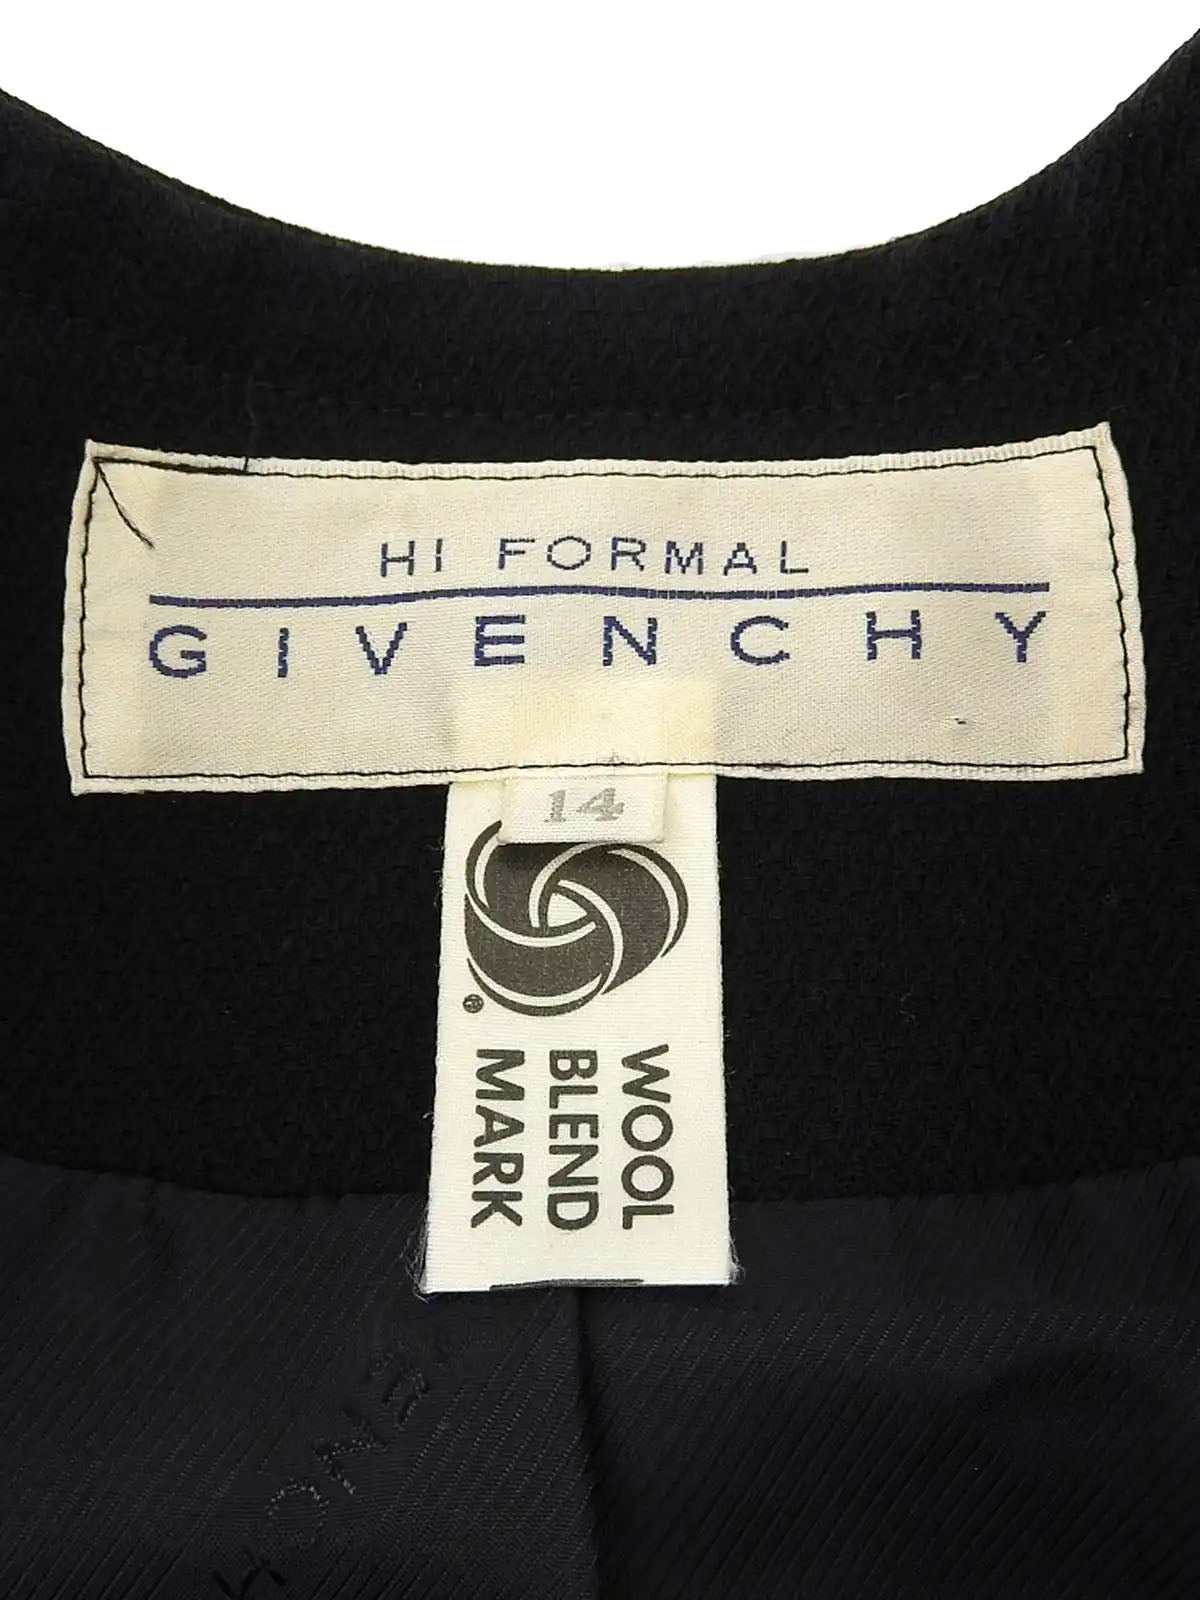 HI FORMAL
GIVENCHY
14
®
WOOL
BLEND
MARK